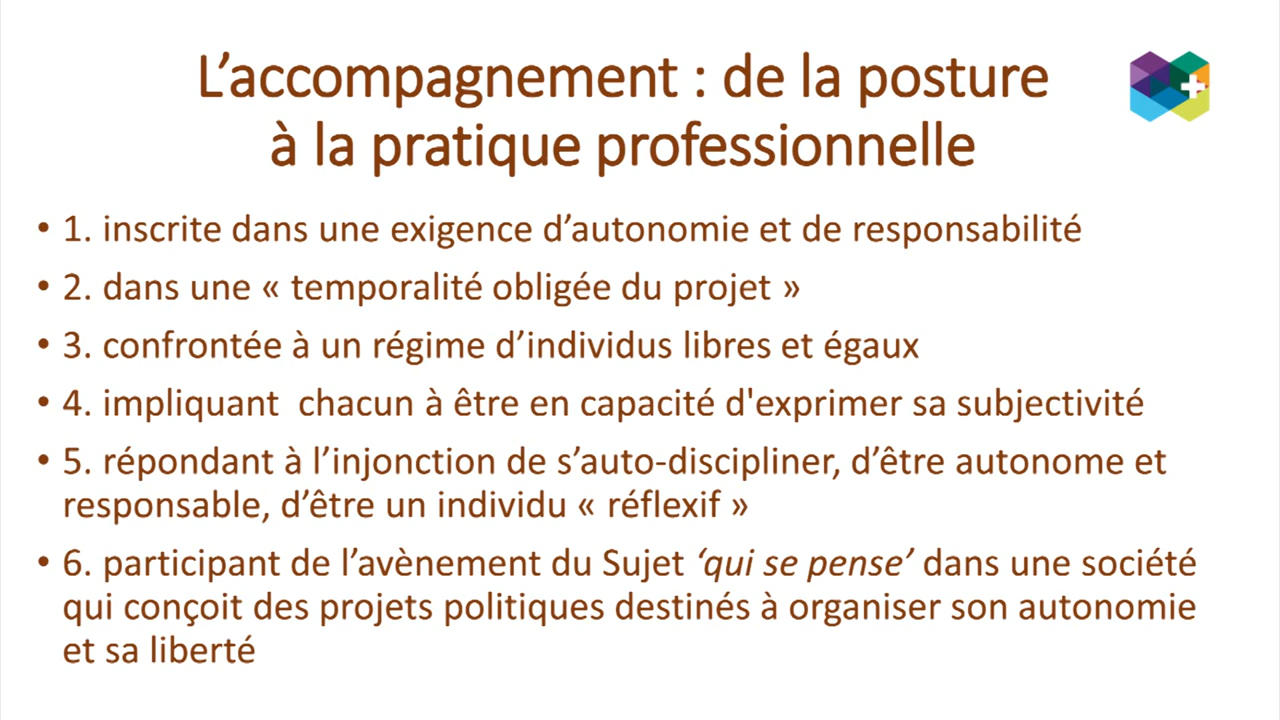 L’accompagnement : de la posture
à la pratique professionnelle
• 1. inscrite dans une exigence d’autonomie et de responsabilité
• 2. dans une « temporalité obligée du projet »
• 3. confrontée à un régime d’individus libres et égaux
• 4. impliquant  chacun à être en capacité d'exprimer sa subjectivité
• 5. répondant à l’injonction de s’auto-discipliner, d’être autonome et
responsable, d’être un individu « réflexif »
• 6. participant de l’avènement du Sujet ‘qui se pense’ dans une société
qui conçoit des projets politiques destinés à organiser son autonomie
et sa liberté